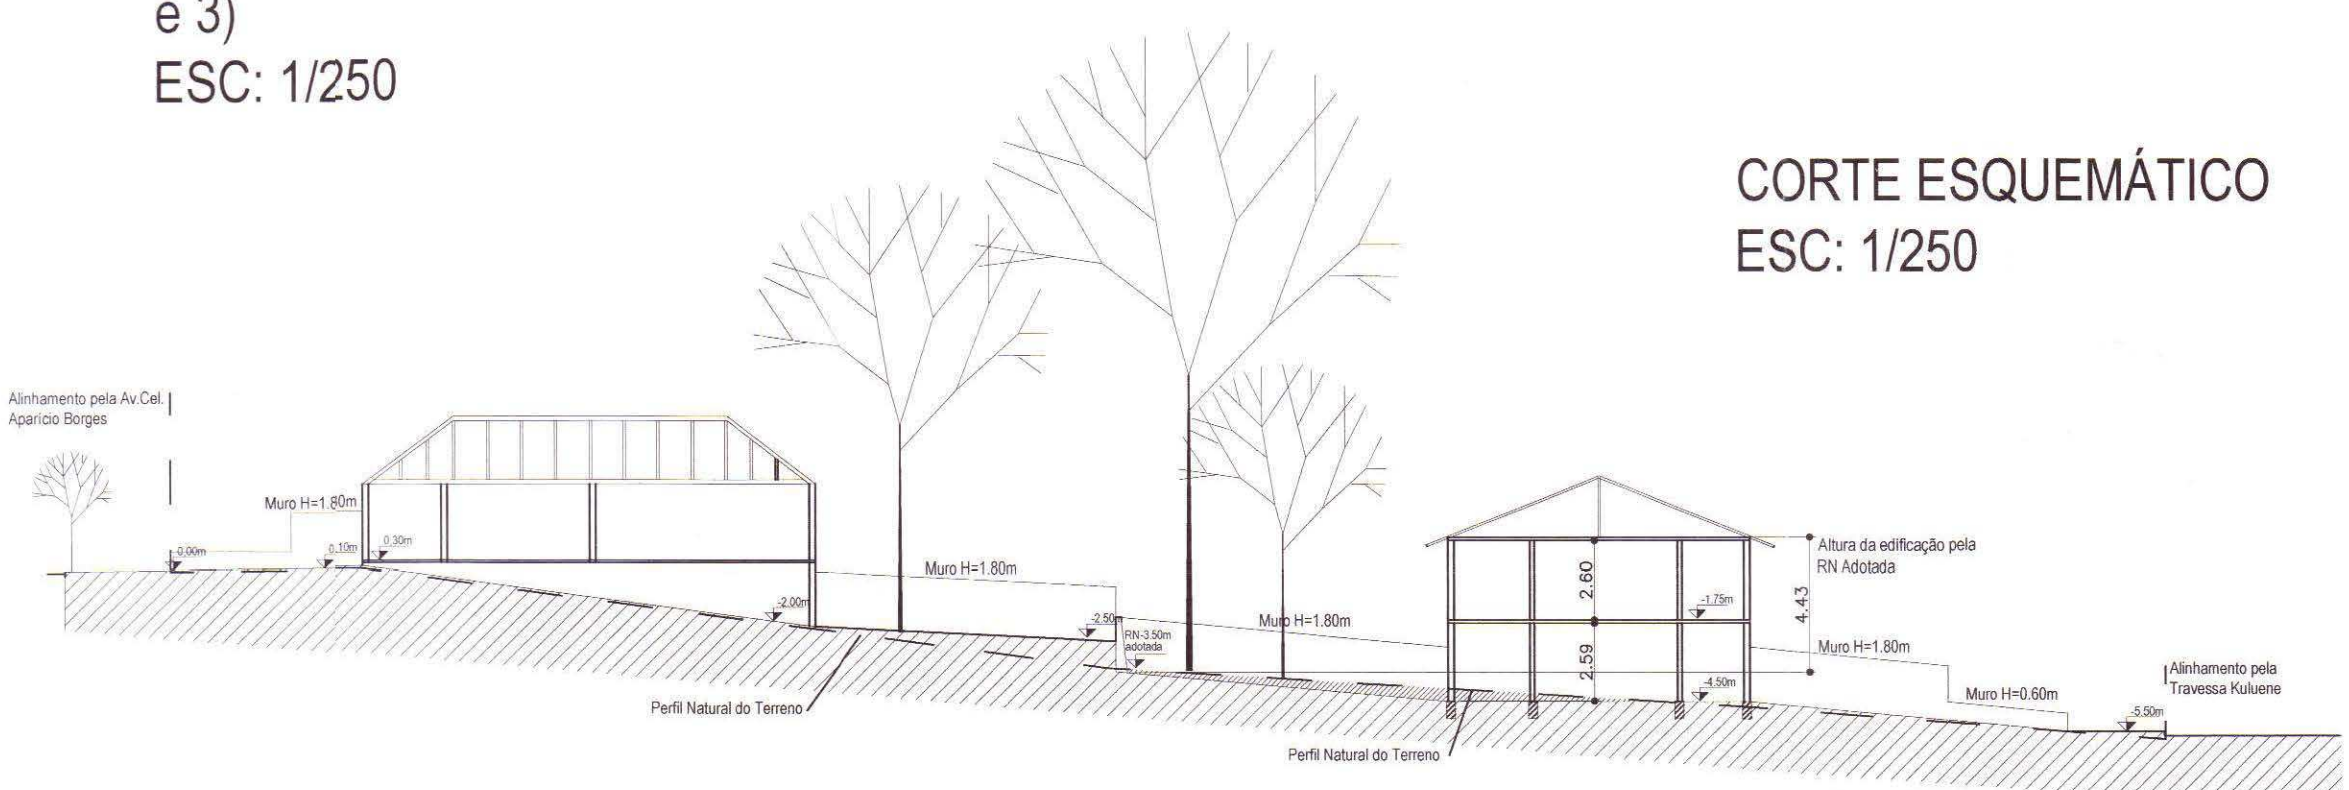 e 3)
ESC: 1/250
CORTE ESQUEMÁTICO
ESC: 1/250
Alinhamento pela Av.Cel.
Aparício Borges
Muro H=1.80m
0,00m
0,10m
0,30m
-2.00m
Muro H=1.80m
-2.50m
RN-3.50m
adotada
Muro H=1.80m
2.60
2.59
-1.75m
-4.50m
4.43
Altura da edificação pela
RN Adotada
Muro H=1.80m
Muro H=0.60m
-5.50m
Alinhamento pela
Travessa Kuluene
Perfil Natural do Terreno
Perfil Natural do Terreno